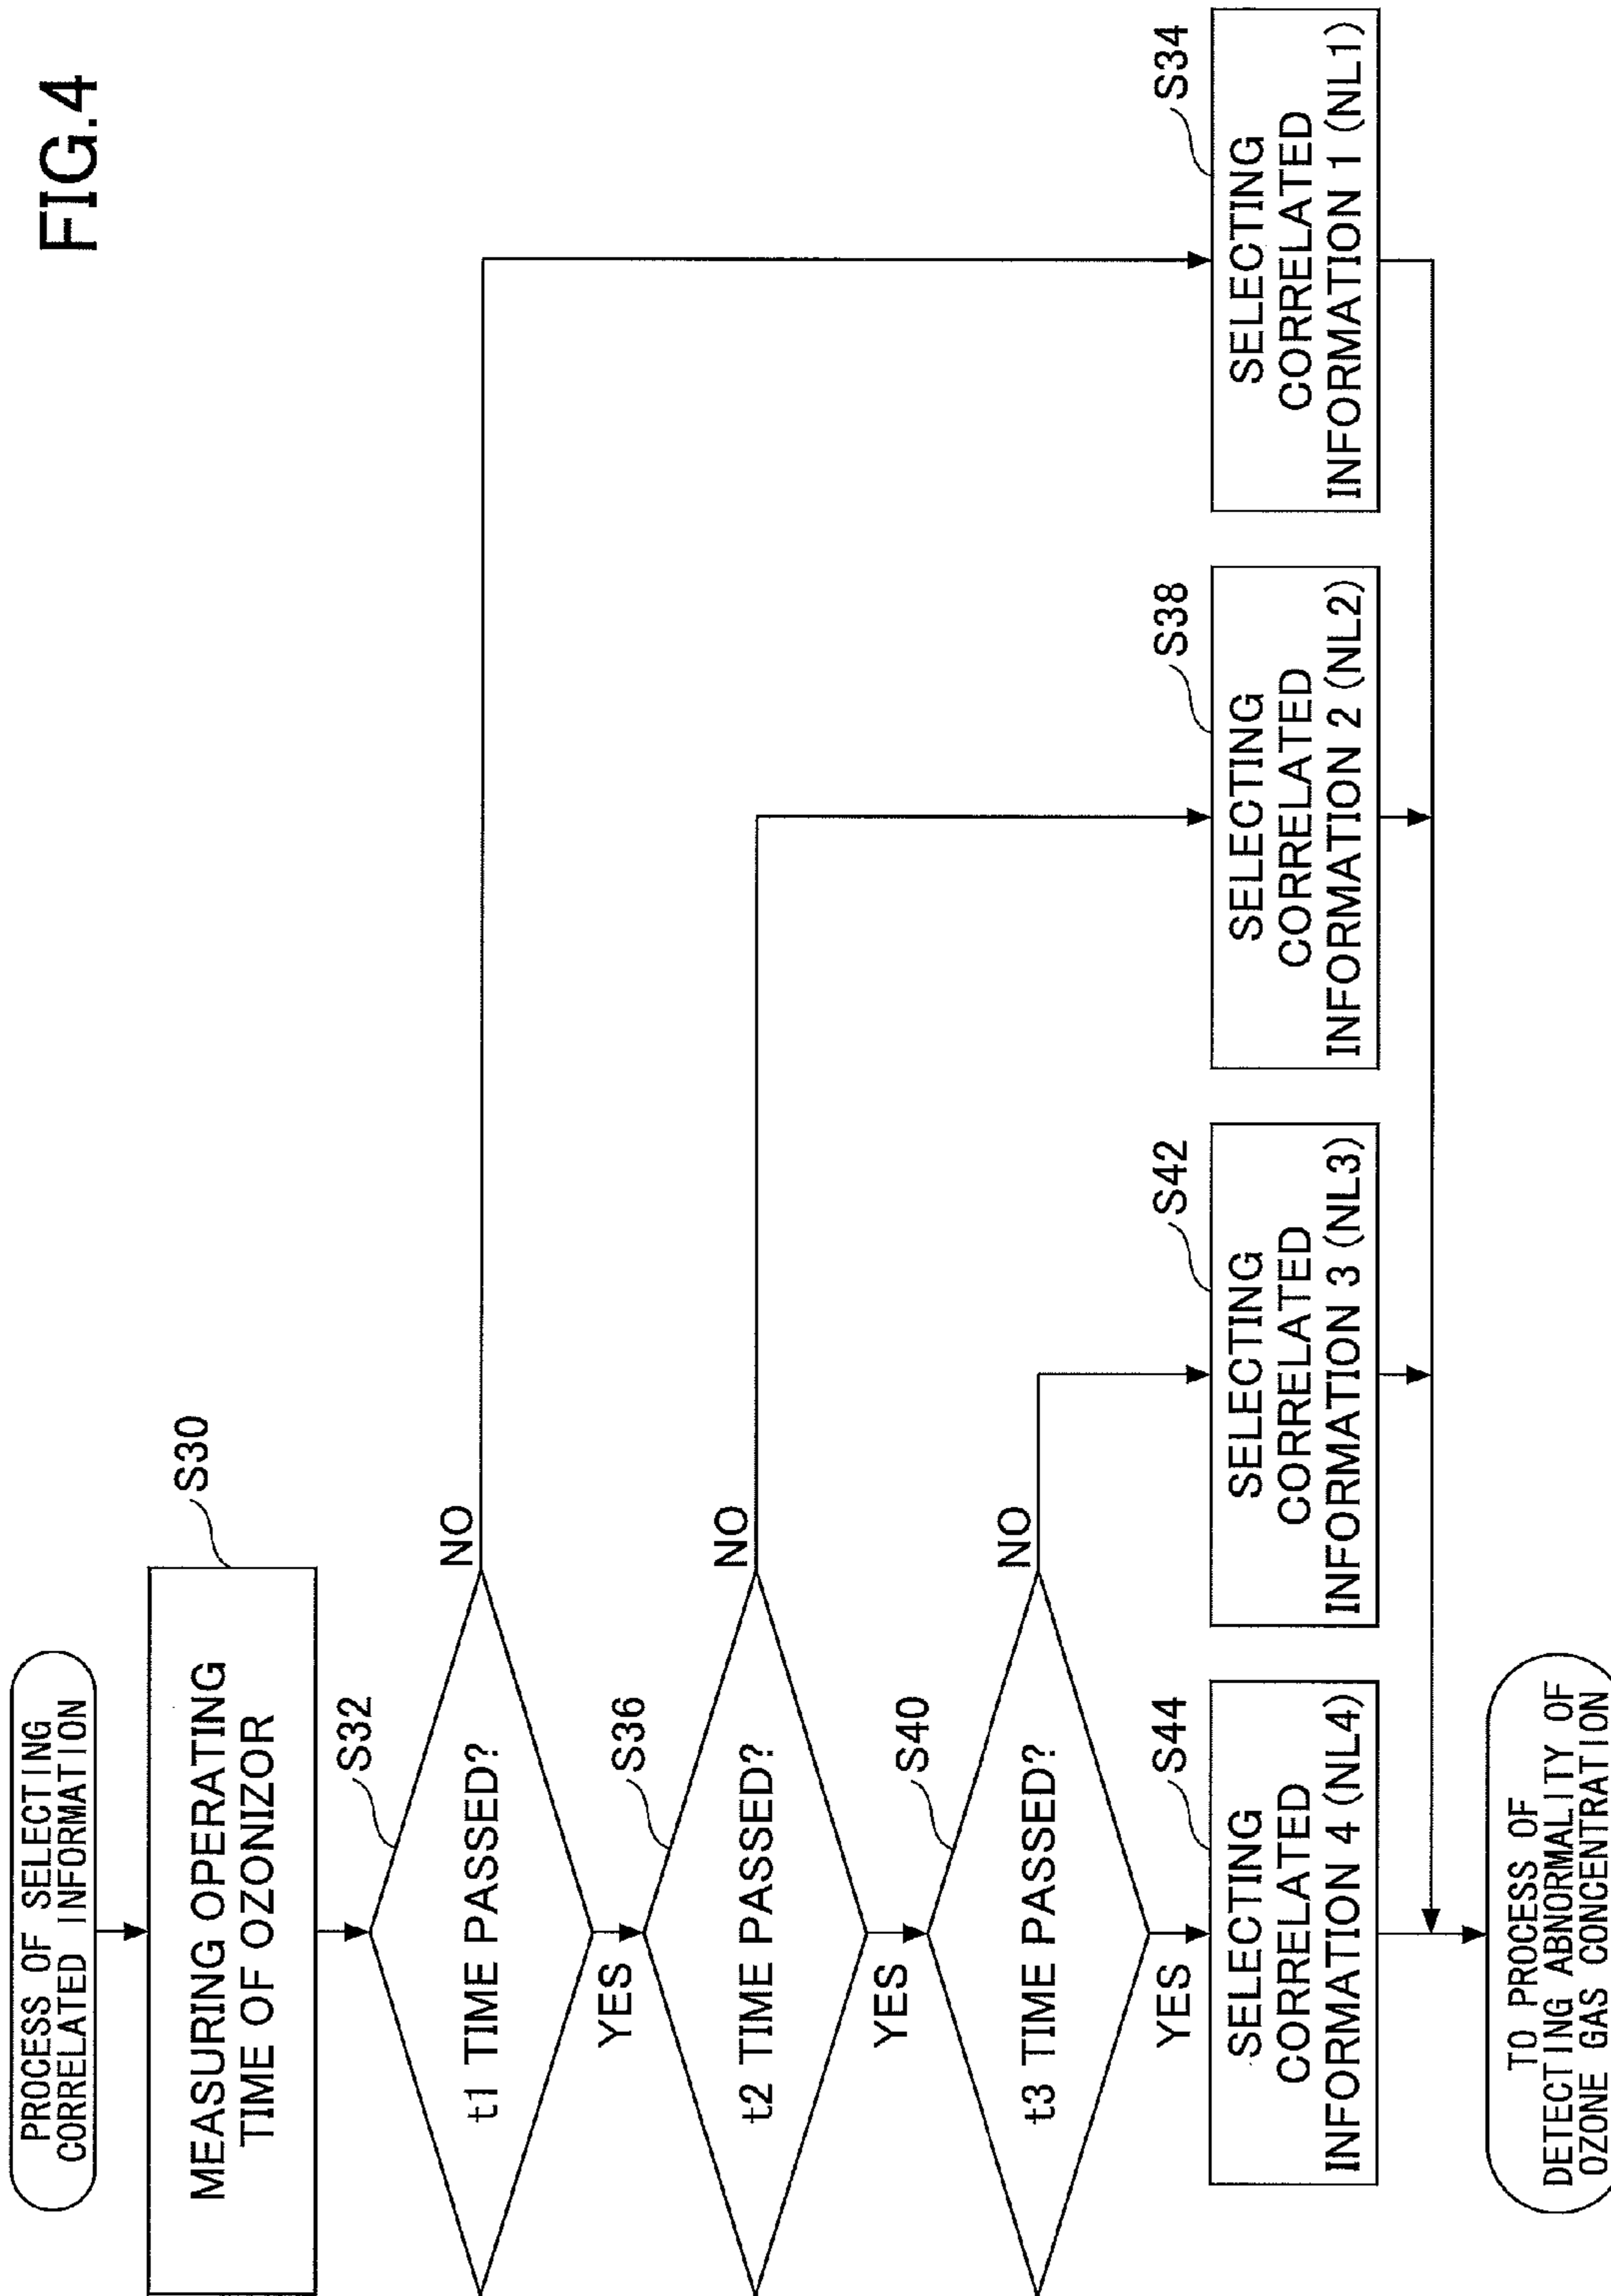 FIG.4
PROCESS OF SELECTING
CORRELATED INFORMATION
MEASURING OPERATING
TIME OF OZONIZOR
S30
t1 TIME PASSED?
S32
NO
YES
t2 TIME PASSED?
S36
NO
YES
t3 TIME PASSED?
S40
NO
YES
SELECTING
CORRELATED
INFORMATION 4 (NL4)
S44
SELECTING
CORRELATED
INFORMATION 3 (NL3)
S42
SELECTING
CORRELATED
INFORMATION 2 (NL2)
S38
SELECTING
CORRELATED
INFORMATION 1 (NL1)
S34
TO PROCESS OF
DETECTING ABNORMALITY OF
OZONE GAS CONCENTRATION